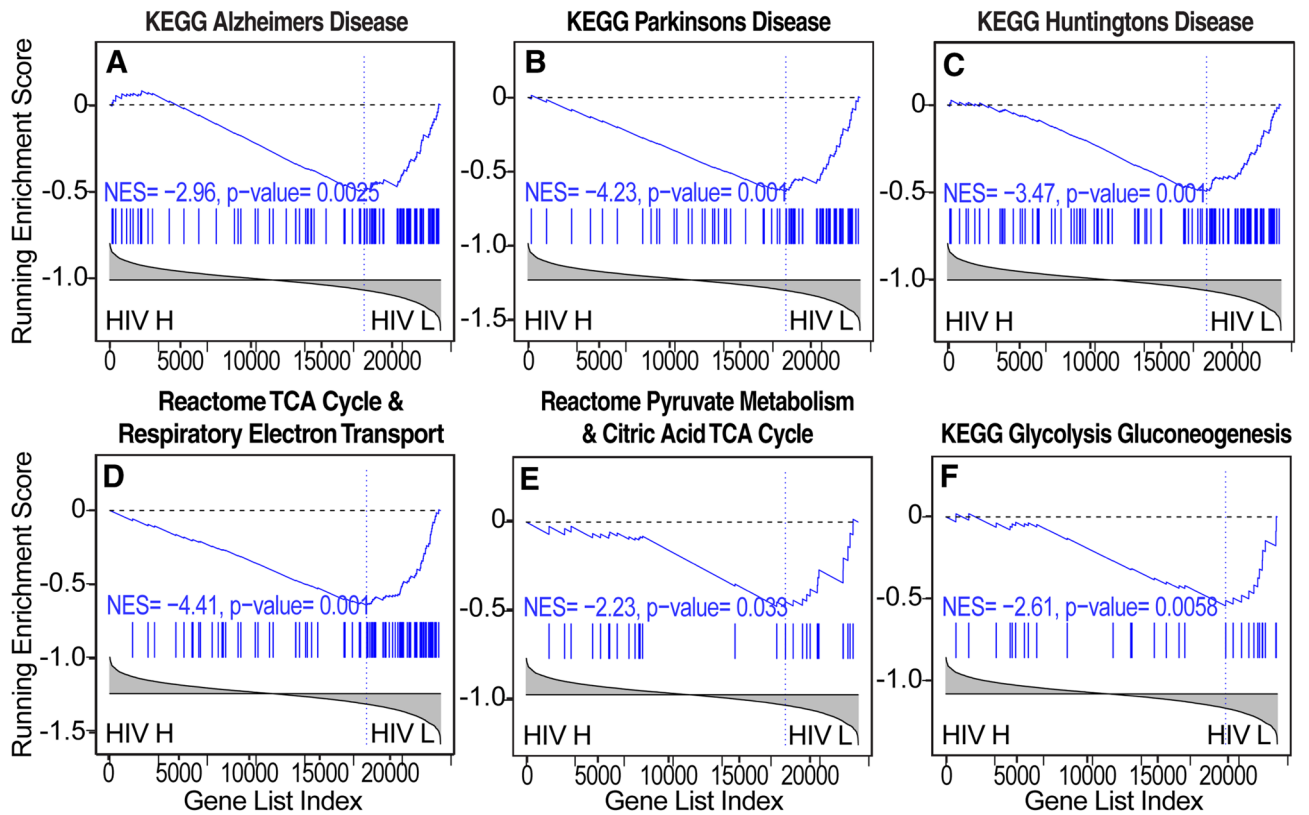 KEGG Alzheimers Disease
A
Running Enrichment Score
0
-0.5
-1.0
NES= −2.96, p−value= 0.0025
HIV H
HIV L
0 5000 10000 15000 20000
KEGG Parkinsons Disease
B
0
-0.5
-1.0
-1.5
NES= −4.23, p−value= 0.001
HIV H
HIV L
0 5000 10000 15000 20000
KEGG Huntingtons Disease
C
0
-0.5
-1.0
NES= −3.47, p−value= 0.001
HIV H
HIV L
0 5000 10000 15000 20000
Reactome TCA Cycle &
Respiratory Electron Transport
D
Running Enrichment Score
0
-0.5
-1.0
-1.5
NES= −4.41, p−value= 0.001
HIV H
HIV L
0 5000 10000 15000 20000
Gene List Index
Reactome Pyruvate Metabolism
& Citric Acid TCA Cycle
E
0
-0.5
-1.0
NES= −2.23, p−value= 0.033
HIV H
HIV L
0 5000 10000 15000 20000
Gene List Index
KEGG Glycolysis Gluconeogenesis
F
0
-0.5
-1.0
NES= −2.61, p−value= 0.0058
HIV H
HIV L
0 5000 10000 15000 20000
Gene List Index